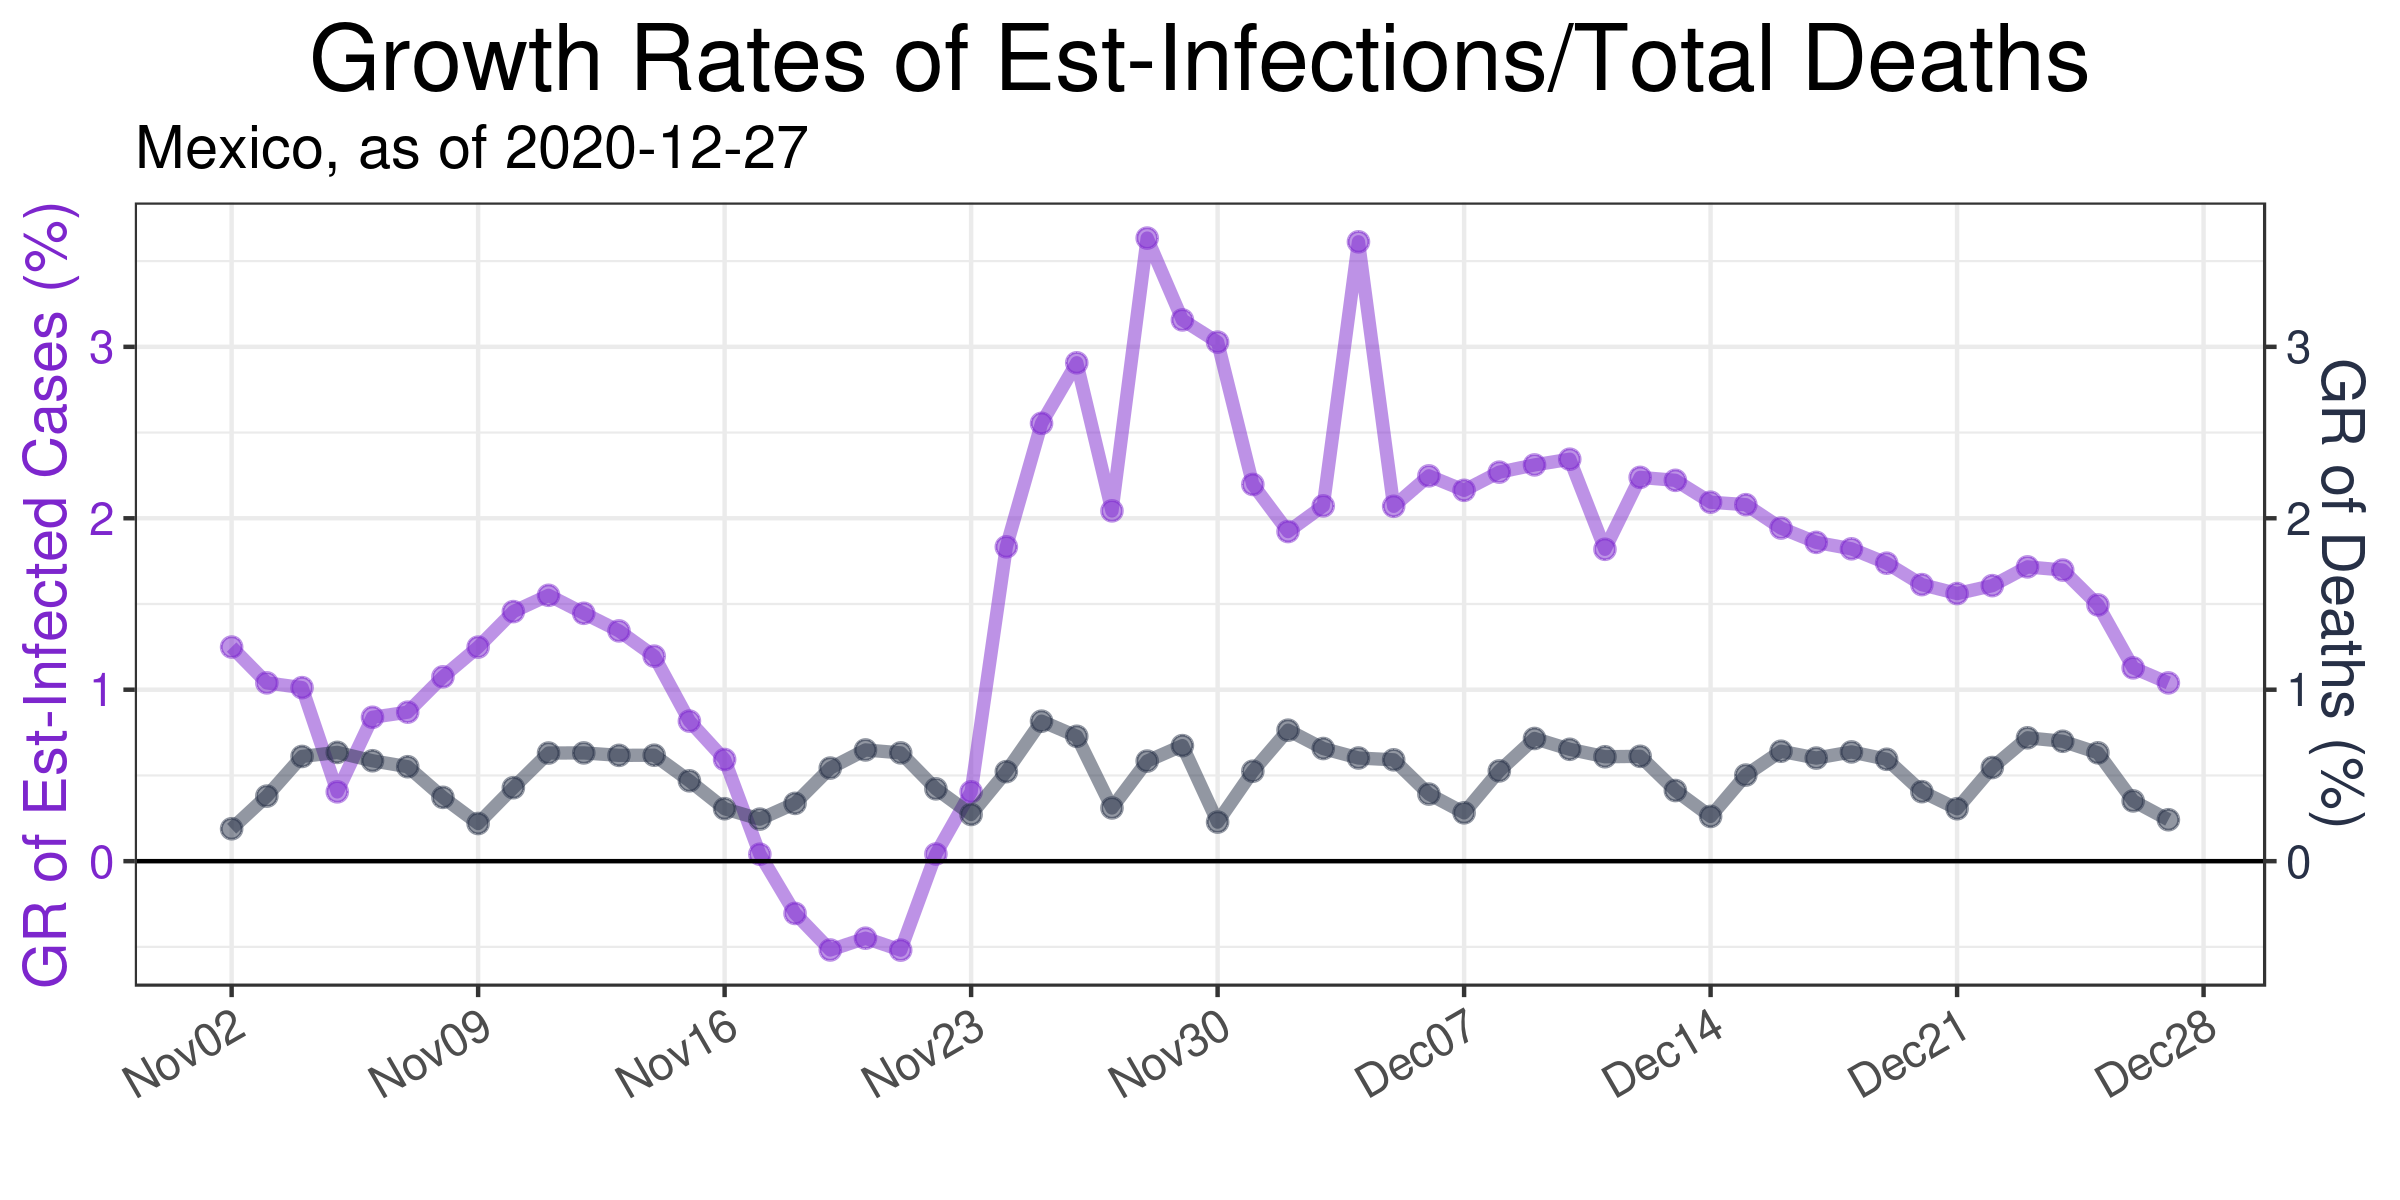 Growth Rates of Est-Infections/Total Deaths
Mexico, as of 2020-12-27
GR of Est-Infected Cases (%)
3
2
1
0
3
2
1
0
GR of Deaths (%)
Nov02
Nov09
Nov16
Nov23
Nov30
Dec07
Dec14
Dec21
Dec28